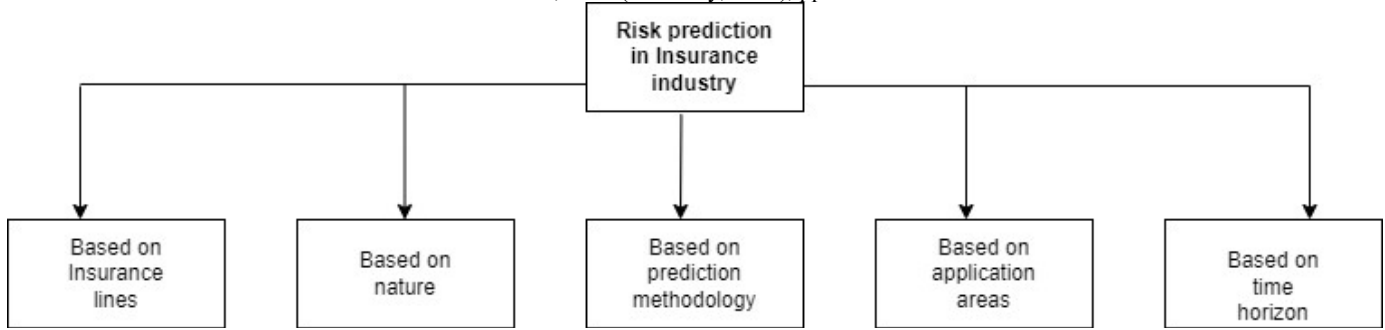 Risk prediction
in Insurance
industry
Based on
Insurance
lines
Based on
nature
Based on
prediction
methodology
Based on
application
areas
Based on
time
horizon